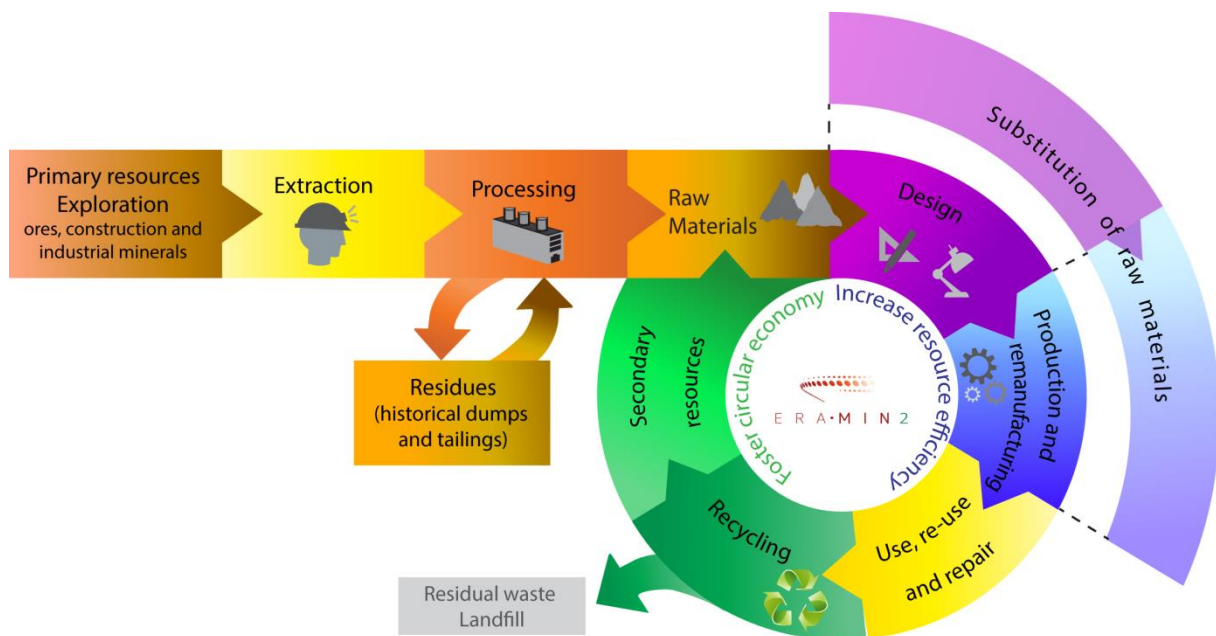 Primary resources
Exploration
ores, construction and
industrial minerals
Extraction
Processing
Raw
Materials
Design
Substitution of raw materials
Production and
remanufacturing
Use, re-use
and repair
Recycling
Secondary
resources
Foster circular economy
Increase resource efficiency
ERA·MIN2
Residues
(historical dumps
and tailings)
Residual waste
Landfill